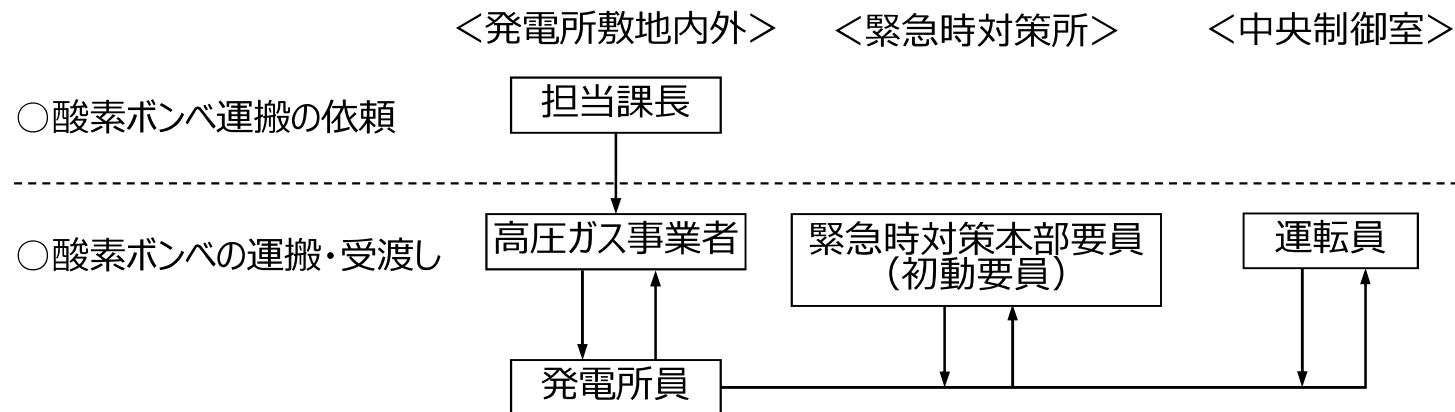 ＜発電所敷地内外＞
＜緊急時対策所＞
＜中央制御室＞
○酸素ボンベ運搬の依頼
担当課長
○酸素ボンベの運搬・受渡し
高圧ガス事業者
緊急時対策本部要員
（初動要員）
運転員
発電所員